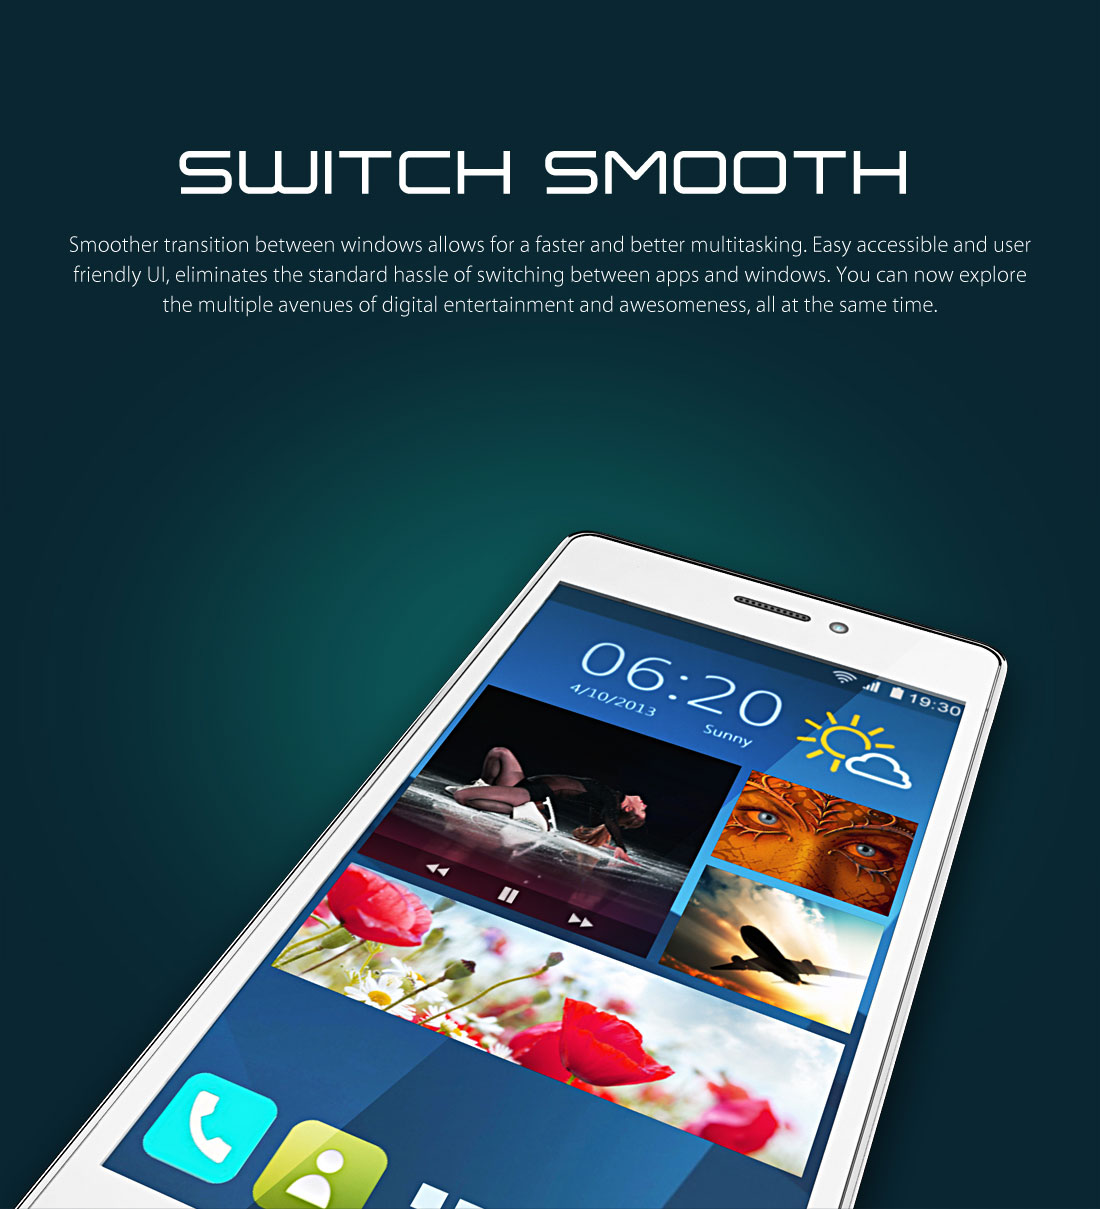 SWITCH SMOOTH
Smoother transition between windows allows for a faster and better multitasking. Easy accessible and user
friendly UI, eliminates the standard hassle of switching between apps and windows. You can now explore
the multiple avenues of digital entertainment and awesomeness, all at the same time.
19:30
06:20
4/10/2013
Sunny